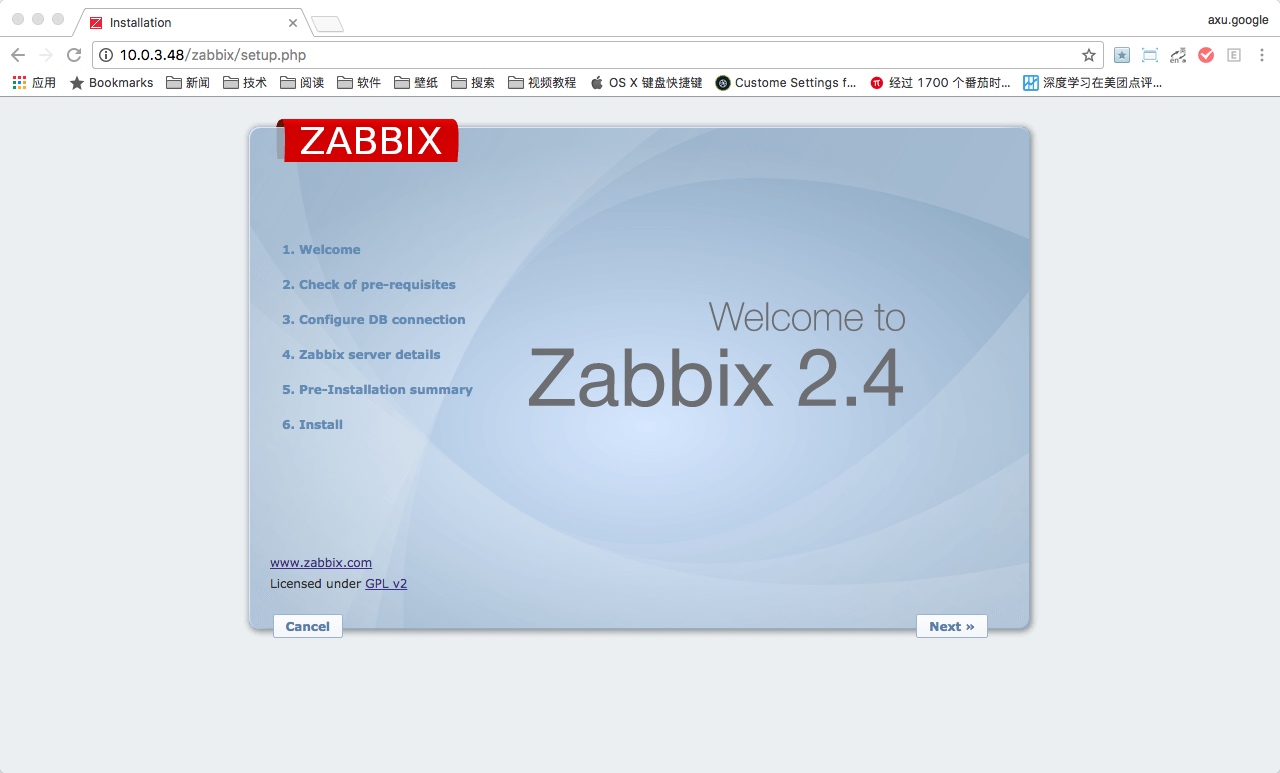 Installation
axu.google
10.0.3.48/zabbix/setup.php
应用 Bookmarks 新闻 技术 阅读 软件 壁纸 搜索 视频教程 OS X 键盘快捷键 Custome Settings f... 经过 1700 个番茄时... 深度学习在美团点评...
ZABBIX
1. Welcome
2. Check of pre-requisites
3. Configure DB connection
4. Zabbix server details
5. Pre-Installation summary
6. Install
Welcome to
Zabbix 2.4
www.zabbix.com
Licensed under GPL v2
Cancel
Next »